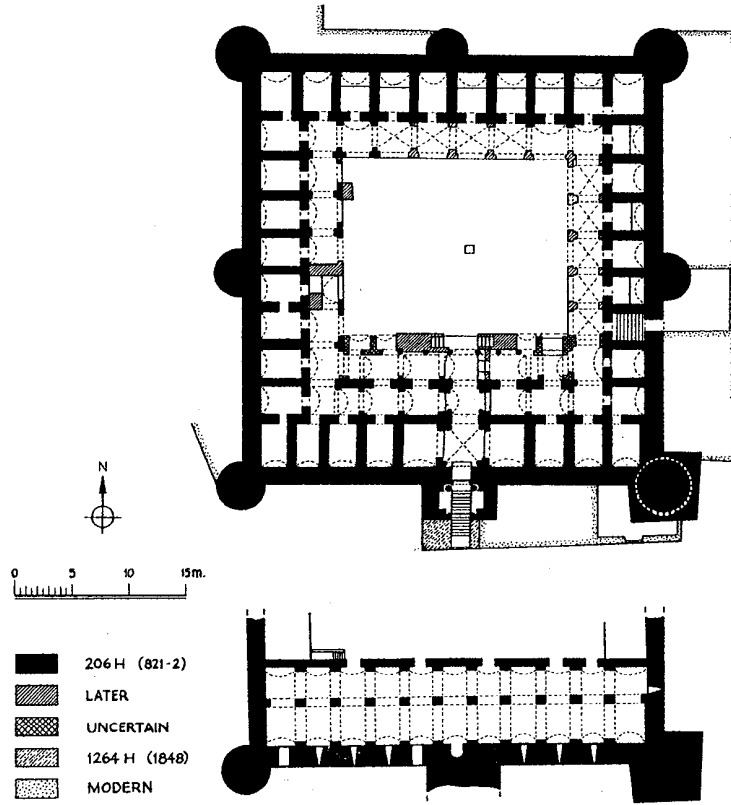 N
0 5 10 15m.
206 H (821-2)
LATER
UNCERTAIN
1264 H (1848)
MODERN